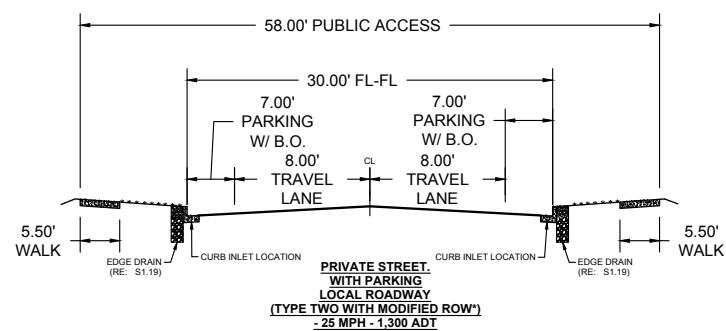 58.00' PUBLIC ACCESS
30.00' FL-FL
7.00'
PARKING
W/ B.O.
7.00'
PARKING
W/ B.O.
8.00'
TRAVEL
LANE
CL
8.00'
TRAVEL
LANE
5.50'
WALK
EDGE DRAIN
(RE: S1.19)
CURB INLET LOCATION
CURB INLET LOCATION
EDGE DRAIN
(RE: S1.19)
5.50'
WALK
PRIVATE STREET.
WITH PARKING
LOCAL ROADWAY
(TYPE TWO WITH MODIFIED ROW*)
- 25 MPH - 1,300 ADT